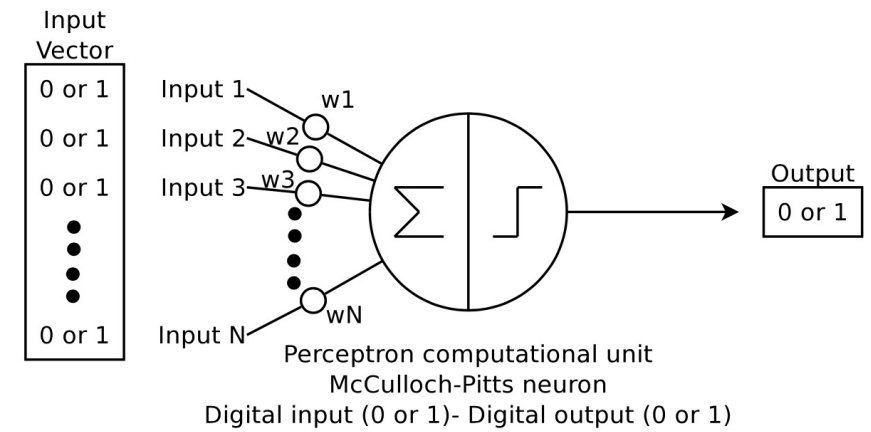 Input
Vector
0 or 1
0 or 1
0 or 1
0 or 1
Input 1
Input 2
Input 3
Input N
w1
w2
w3
wN
Σ
Output
0 or 1
Perceptron computational unit
McCulloch-Pitts neuron
Digital input (0 or 1)- Digital output (0 or 1)